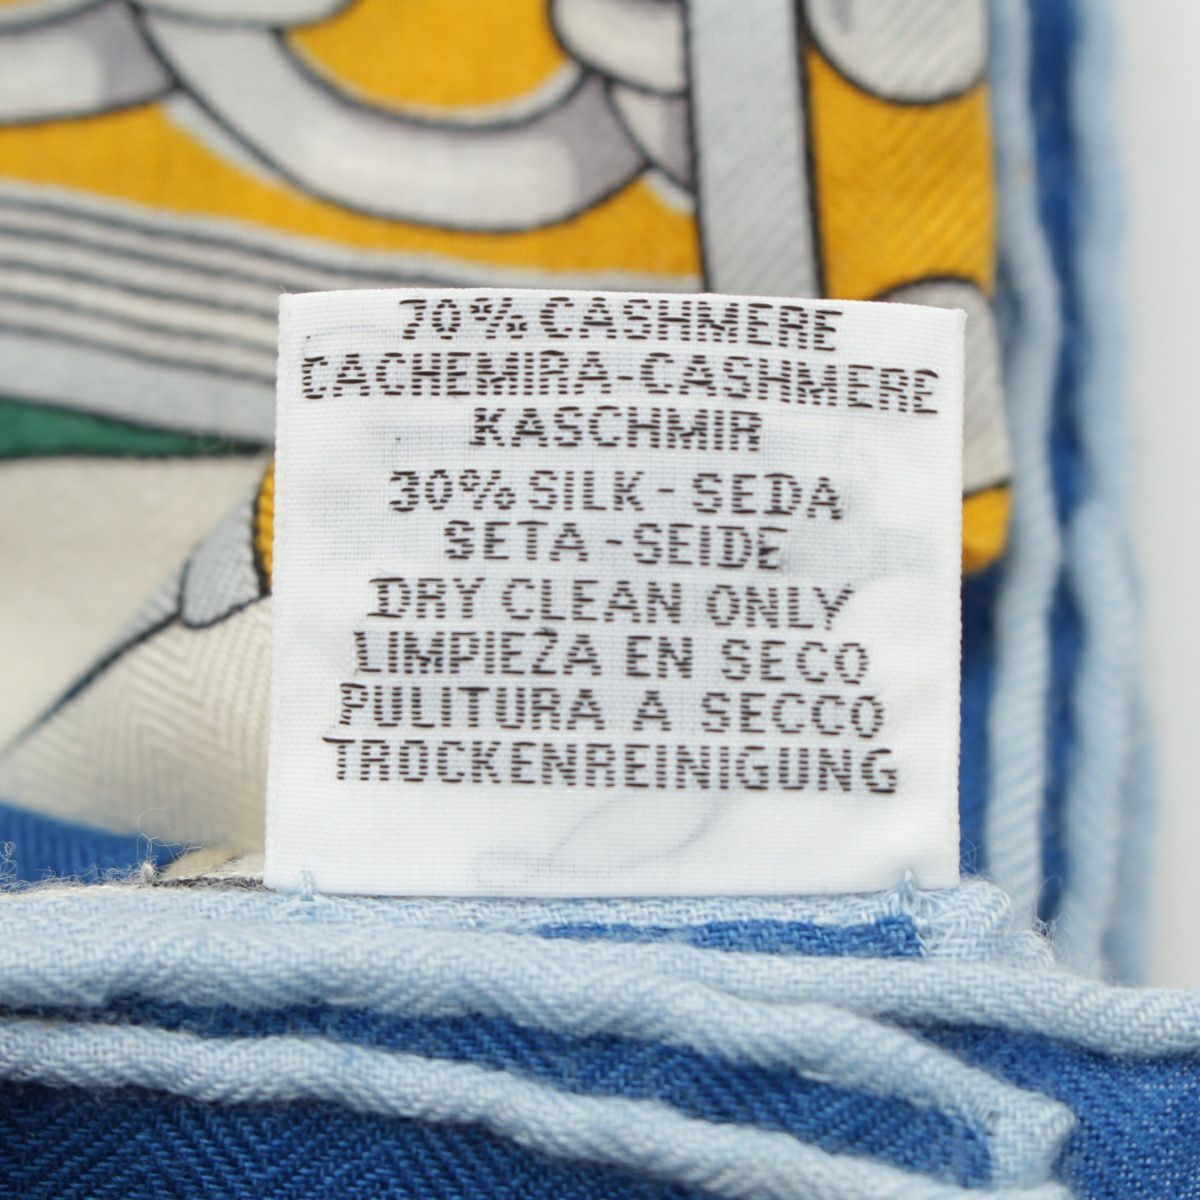 70% CASHMERE
CACHEMIRA-CASHMERE
KASCHMIR
30% SILK - SEDA
SETA - SEIDE
DRY CLEAN ONLY
LIMPIEZA EN SECO
PULITURA A SECCO
TROCKENREINIGUNG